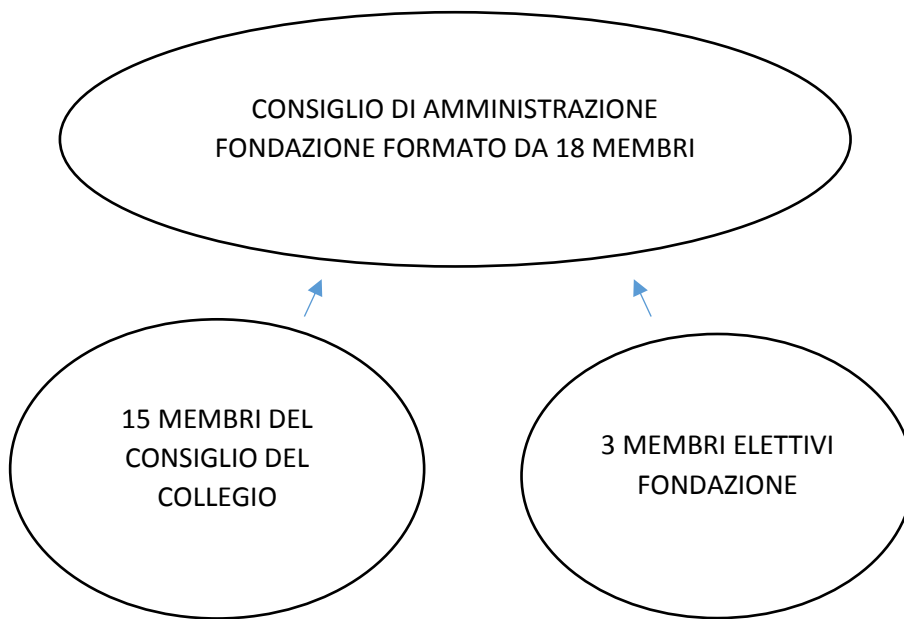 CONSIGLIO DI AMMINISTRAZIONE
FONDAZIONE FORMATO DA 18 MEMBRI
15 MEMBRI DEL
CONSIGLIO DEL
COLLEGIO
3 MEMBRI ELETTIVI
FONDAZIONE